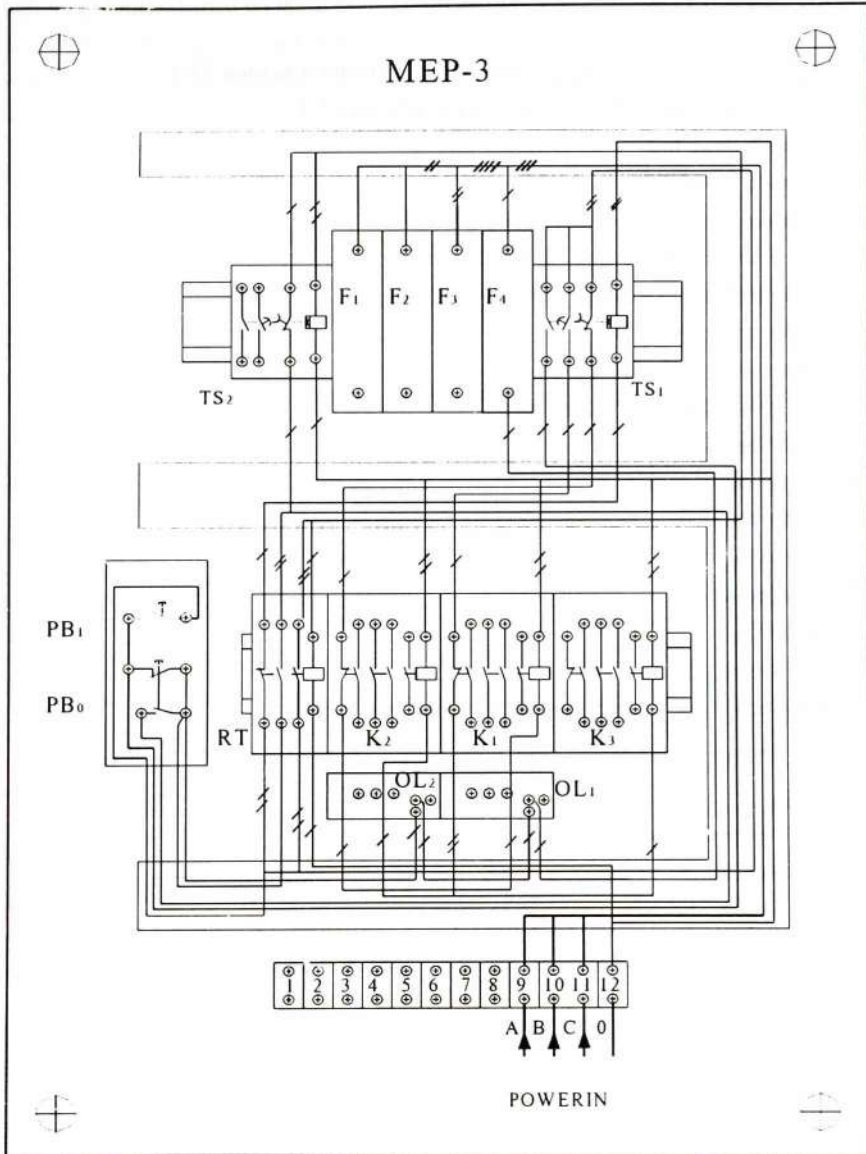 MEP-3
F1 F2 F3 F4
TS2 TS1
PB1
PB0
RT K2 K1 K3
OL2 OL1
1 2 3 4 5 6 7 8 9 10 11 12
A B C 0
POWERIN